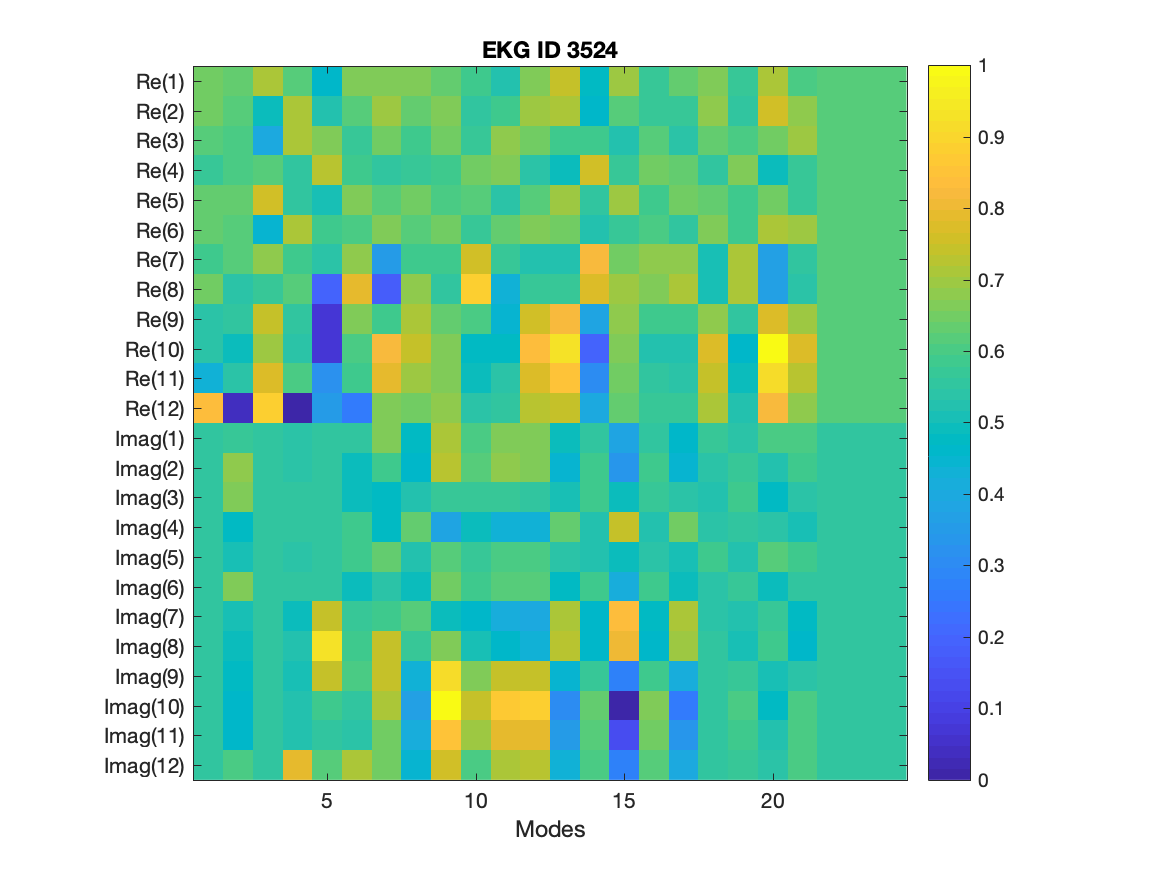 EKG ID 3524
Re(1)
Re(2)
Re(3)
Re(4)
Re(5)
Re(6)
Re(7)
Re(8)
Re(9)
Re(10)
Re(11)
Re(12)
Imag(1)
Imag(2)
Imag(3)
Imag(4)
Imag(5)
Imag(6)
Imag(7)
Imag(8)
Imag(9)
Imag(10)
Imag(11)
Imag(12)
5 10 15 20
Modes
1
0.9
0.8
0.7
0.6
0.5
0.4
0.3
0.2
0.1
0